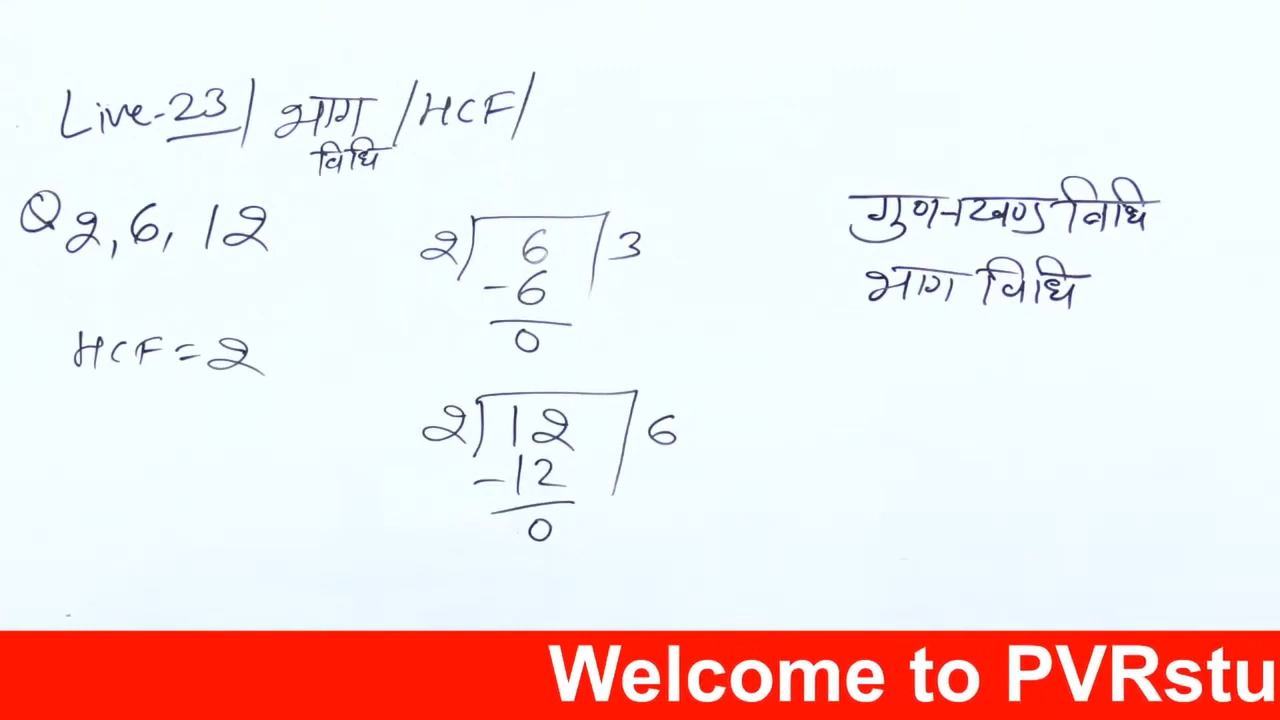 Live-23 | भाग / HCF /
विधि
Q 2, 6, 12
HCF = 2
2) 6 / 3
-6
0
2) 12 / 6
-12
0
गुणनखण्ड विधि
भाग विधि
Welcome to PVRstu